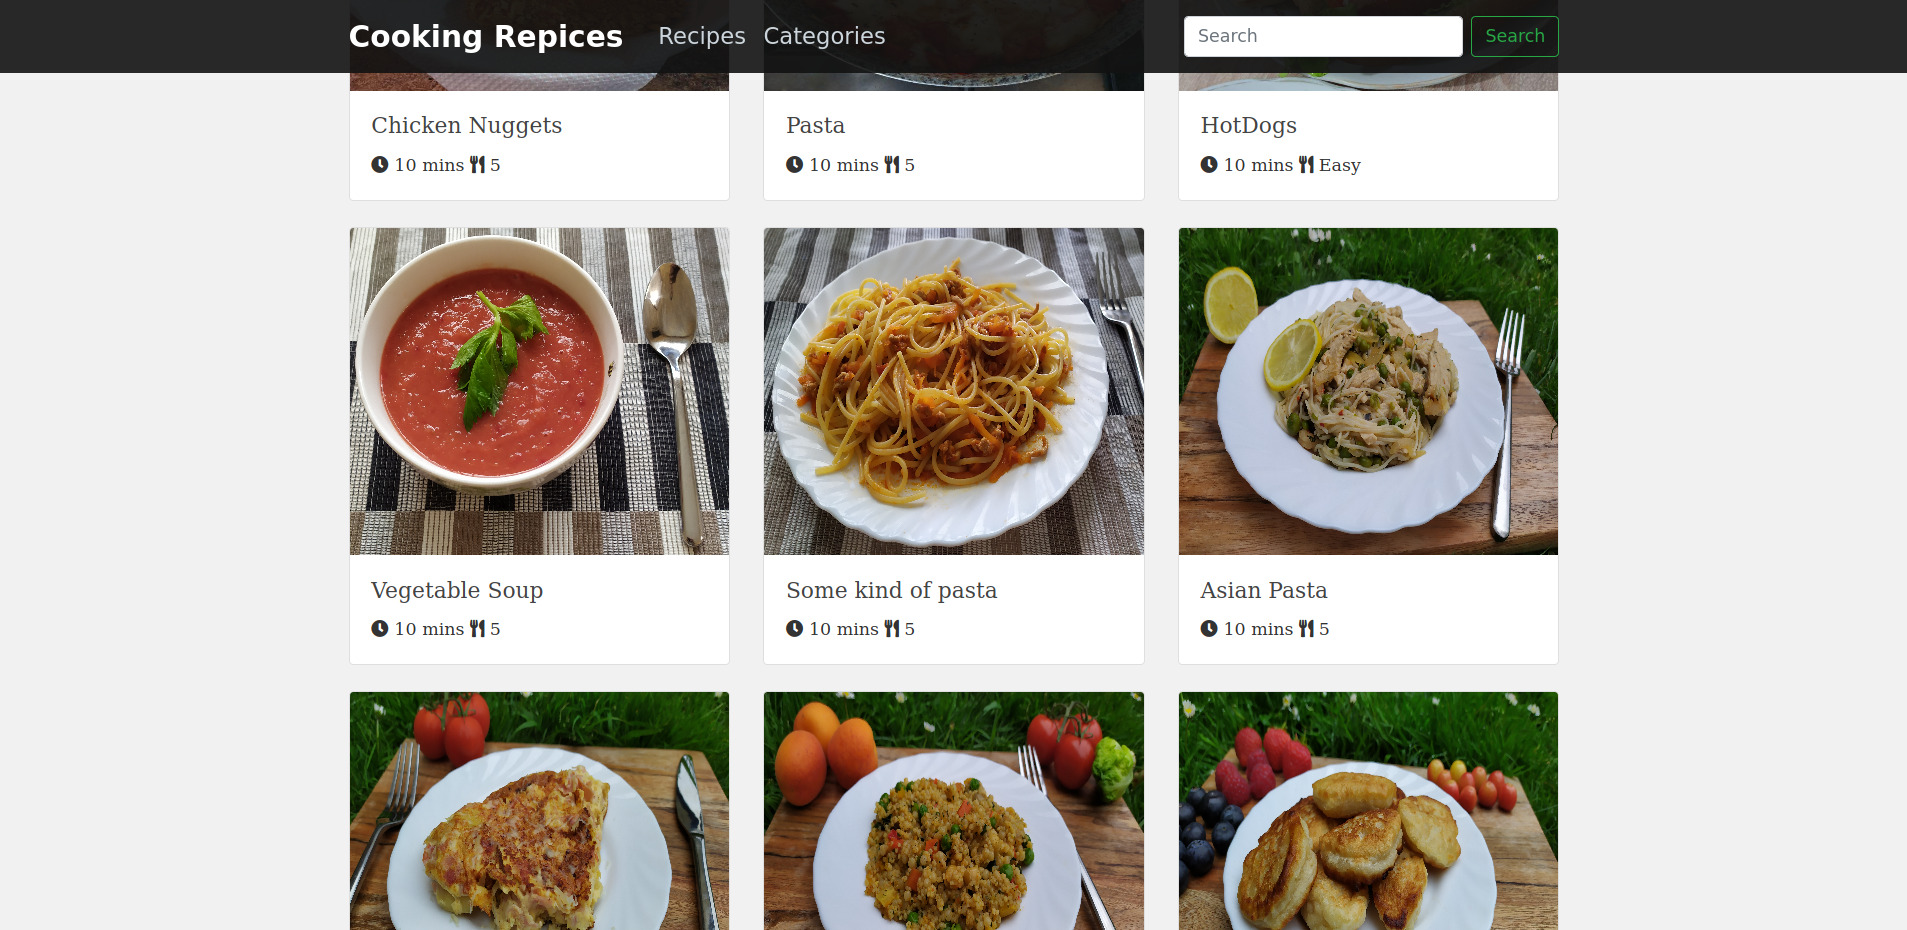 Cooking Repices Recipes Categories Search Search
Chicken Nuggets
10 mins 5
Pasta
10 mins 5
HotDogs
10 mins Easy
Vegetable Soup
10 mins 5
Some kind of pasta
10 mins 5
Asian Pasta
10 mins 5